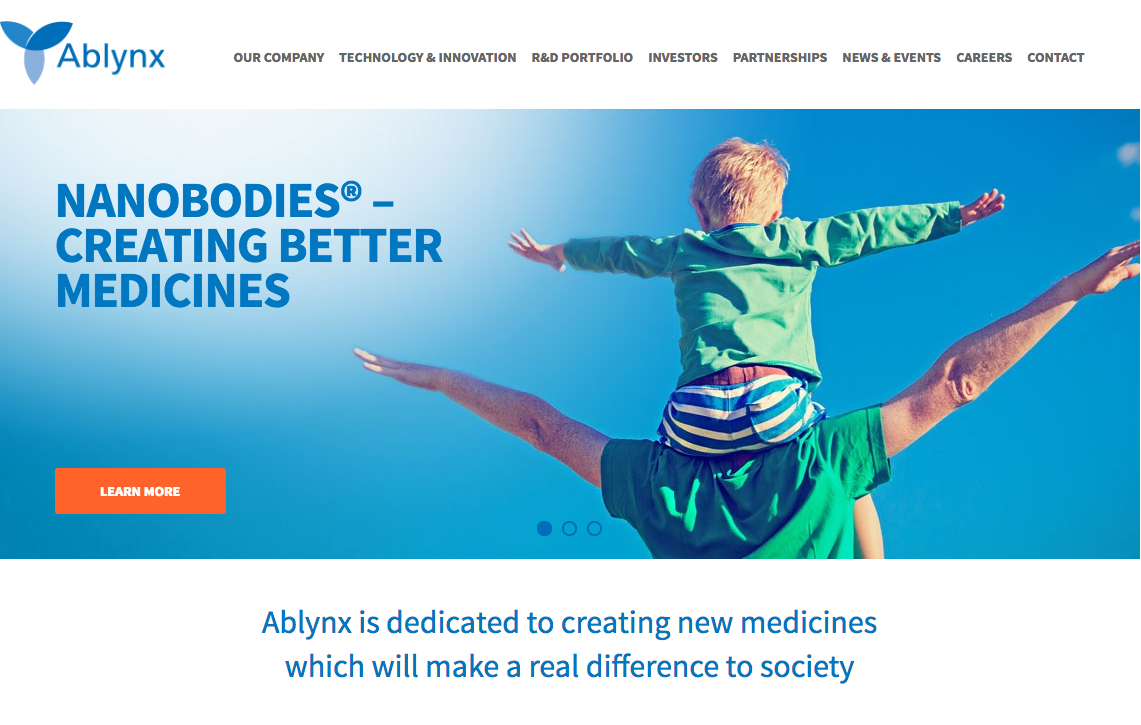 Ablynx
OUR COMPANY TECHNOLOGY & INNOVATION R&D PORTFOLIO INVESTORS PARTNERSHIPS NEWS & EVENTS CAREERS CONTACT
NANOBODIES® –
CREATING BETTER
MEDICINES
LEARN MORE
Ablynx is dedicated to creating new medicines
which will make a real difference to society